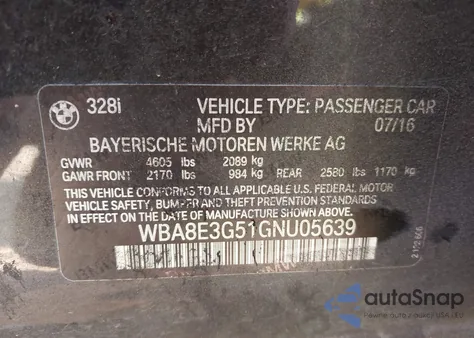 BMW
328i VEHICLE TYPE: PASSENGER CAR
MFD BY 07/16
BAYERISCHE MOTOREN WERKE AG
GVWR 4605 lbs 2089 kg
GAWR FRONT 2170 lbs 984 kg REAR 2580 lbs 1170 kg
THIS VEHICLE CONFORMS TO ALL APPLICABLE U.S. FEDERAL MOTOR
VEHICLE SAFETY, BUMPER AND THEFT PREVENTION STANDARDS
IN EFFECT ON THE DATE OF MANUFACTURE SHOWN ABOVE.
WBA8E3G51GNU05639
autoSnap